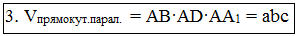 3. Vпрямокут.парал. = AB·AD·AA₁ = abc